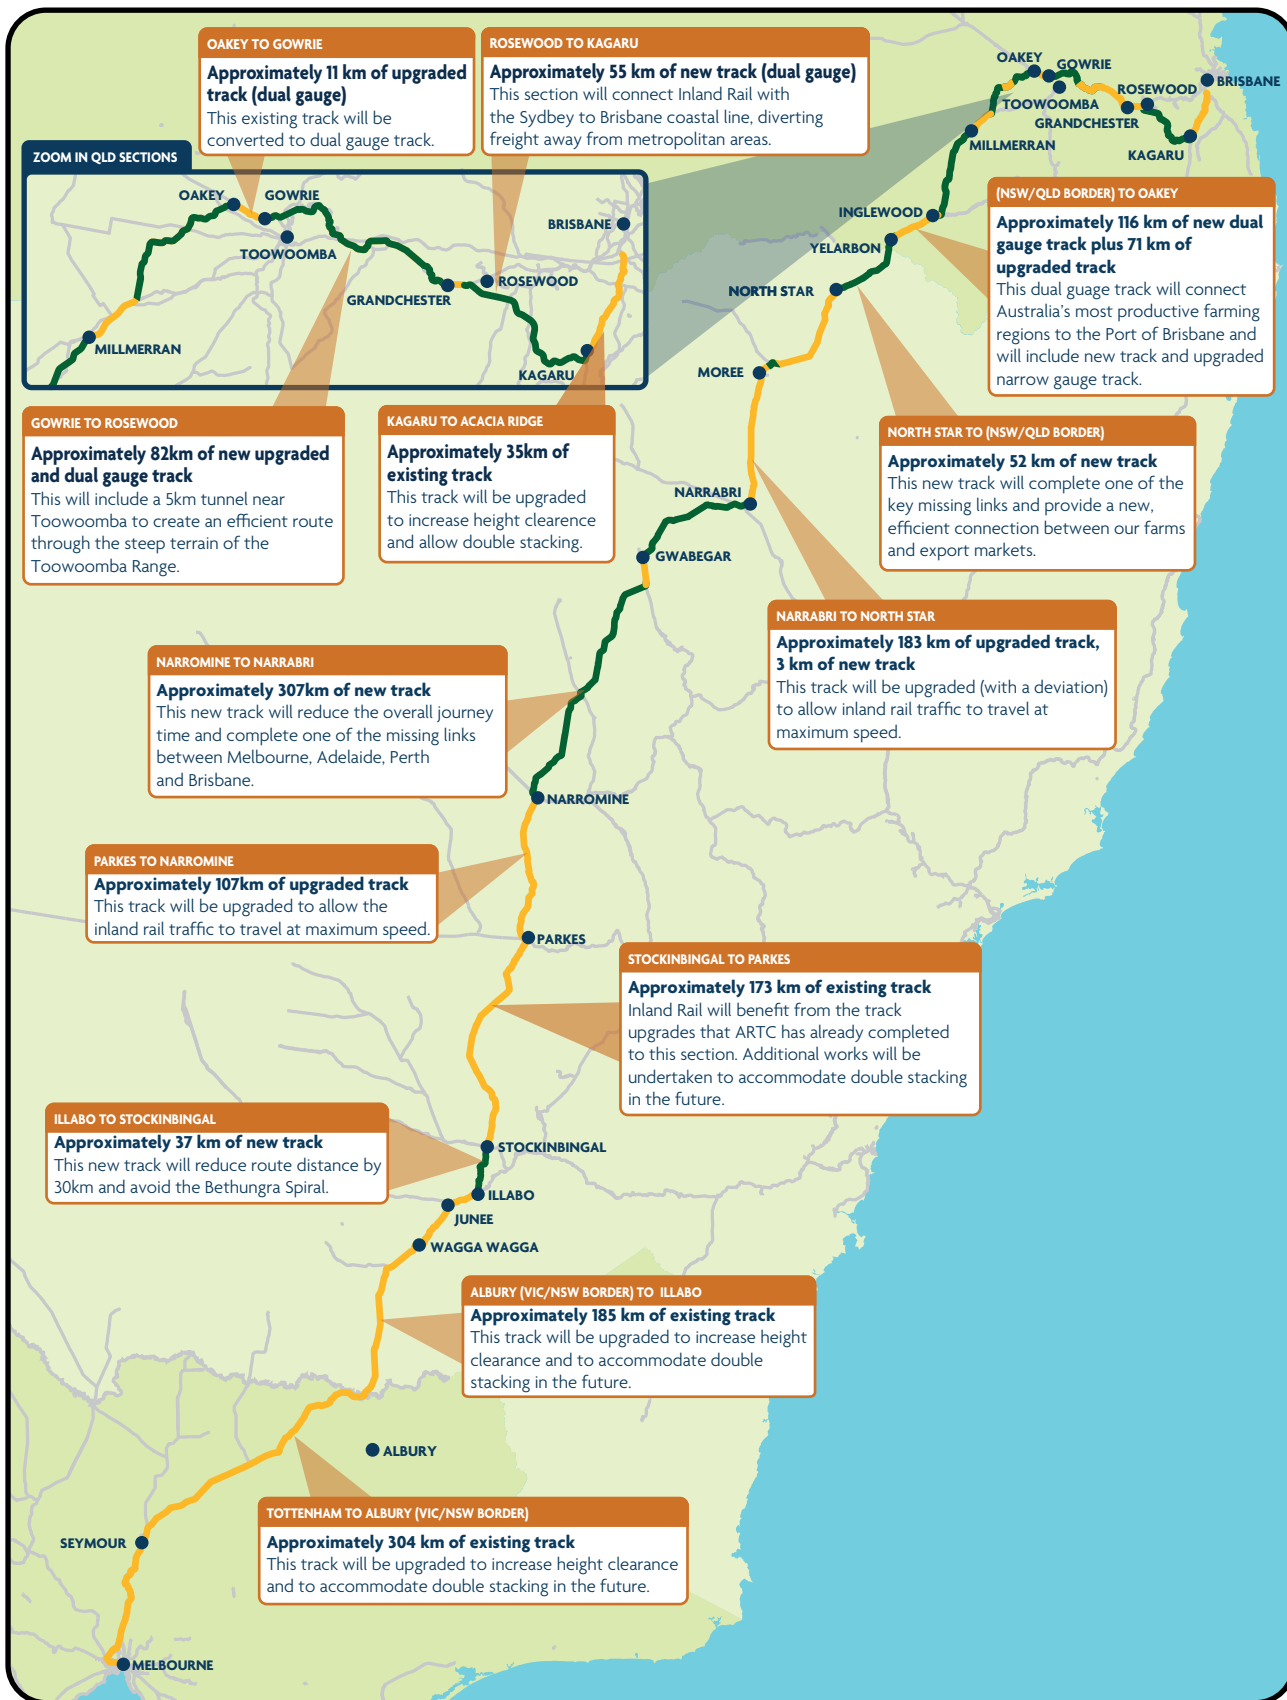 OAKEY TO GOWRIE
Approximately 11 km of upgraded
track (dual gauge)
This existing track will be
converted to dual gauge track.
ROSEWOOD TO KAGARU
Approximately 55 km of new track (dual gauge)
This section will connect Inland Rail with
the Sydbey to Brisbane coastal line, diverting
freight away from metropolitan areas.
OAKEY
GOWRIE
TOOWOOMBA
ROSEWOOD
BRISBANE
GRANDCHESTER
MILLMERRAN
KAGARU
ZOOM IN QLD SECTIONS
OAKEY
GOWRIE
TOOWOOMBA
BRISBANE
GRANDCHESTER
ROSEWOOD
MILLMERRAN
KAGARU
(NSW/QLD BORDER) TO OAKEY
Approximately 116 km of new dual
gauge track plus 71 km of
upgraded track
This dual guage track will connect
Australia's most productive farming
regions to the Port of Brisbane and
will include new track and upgraded
narrow gauge track.
INGLEWOOD
YELARBON
NORTH STAR
MOREE
GOWRIE TO ROSEWOOD
Approximately 82km of new upgraded
and dual gauge track
This will include a 5km tunnel near
Toowoomba to create an efficient route
through the steep terrain of the
Toowoomba Range.
KAGARU TO ACACIA RIDGE
Approximately 35km of
existing track
This track will be upgraded
to increase height clearence
and allow double stacking.
NORTH STAR TO (NSW/QLD BORDER)
Approximately 52 km of new track
This new track will complete one of the
key missing links and provide a new,
efficient connection between our farms
and export markets.
NARRABRI
GWABEGAR
NARRABRI TO NORTH STAR
Approximately 183 km of upgraded track,
3 km of new track
This track will be upgraded (with a deviation)
to allow inland rail traffic to travel at
maximum speed.
NARROMINE TO NARRABRI
Approximately 307km of new track
This new track will reduce the overall journey
time and complete one of the missing links
between Melbourne, Adelaide, Perth
and Brisbane.
NARROMINE
PARKES TO NARROMINE
Approximately 107km of upgraded track
This track will be upgraded to allow the
inland rail traffic to travel at maximum speed.
PARKES
STOCKINBINGAL TO PARKES
Approximately 173 km of existing track
Inland Rail will benefit from the track
upgrades that ARTC has already completed
to this section. Additional works will be
undertaken to accommodate double stacking
in the future.
ILLABO TO STOCKINBINGAL
Approximately 37 km of new track
This new track will reduce route distance by
30km and avoid the Bethungra Spiral.
STOCKINBINGAL
ILLABO
JUNEE
WAGGA WAGGA
ALBURY (VIC/NSW BORDER) TO ILLABO
Approximately 185 km of existing track
This track will be upgraded to increase height
clearance and to accommodate double
stacking in the future.
ALBURY
TOTTENHAM TO ALBURY (VIC/NSW BORDER)
Approximately 304 km of existing track
This track will be upgraded to increase height clearance
and to accommodate double stacking in the future.
SEYMOUR
MELBOURNE